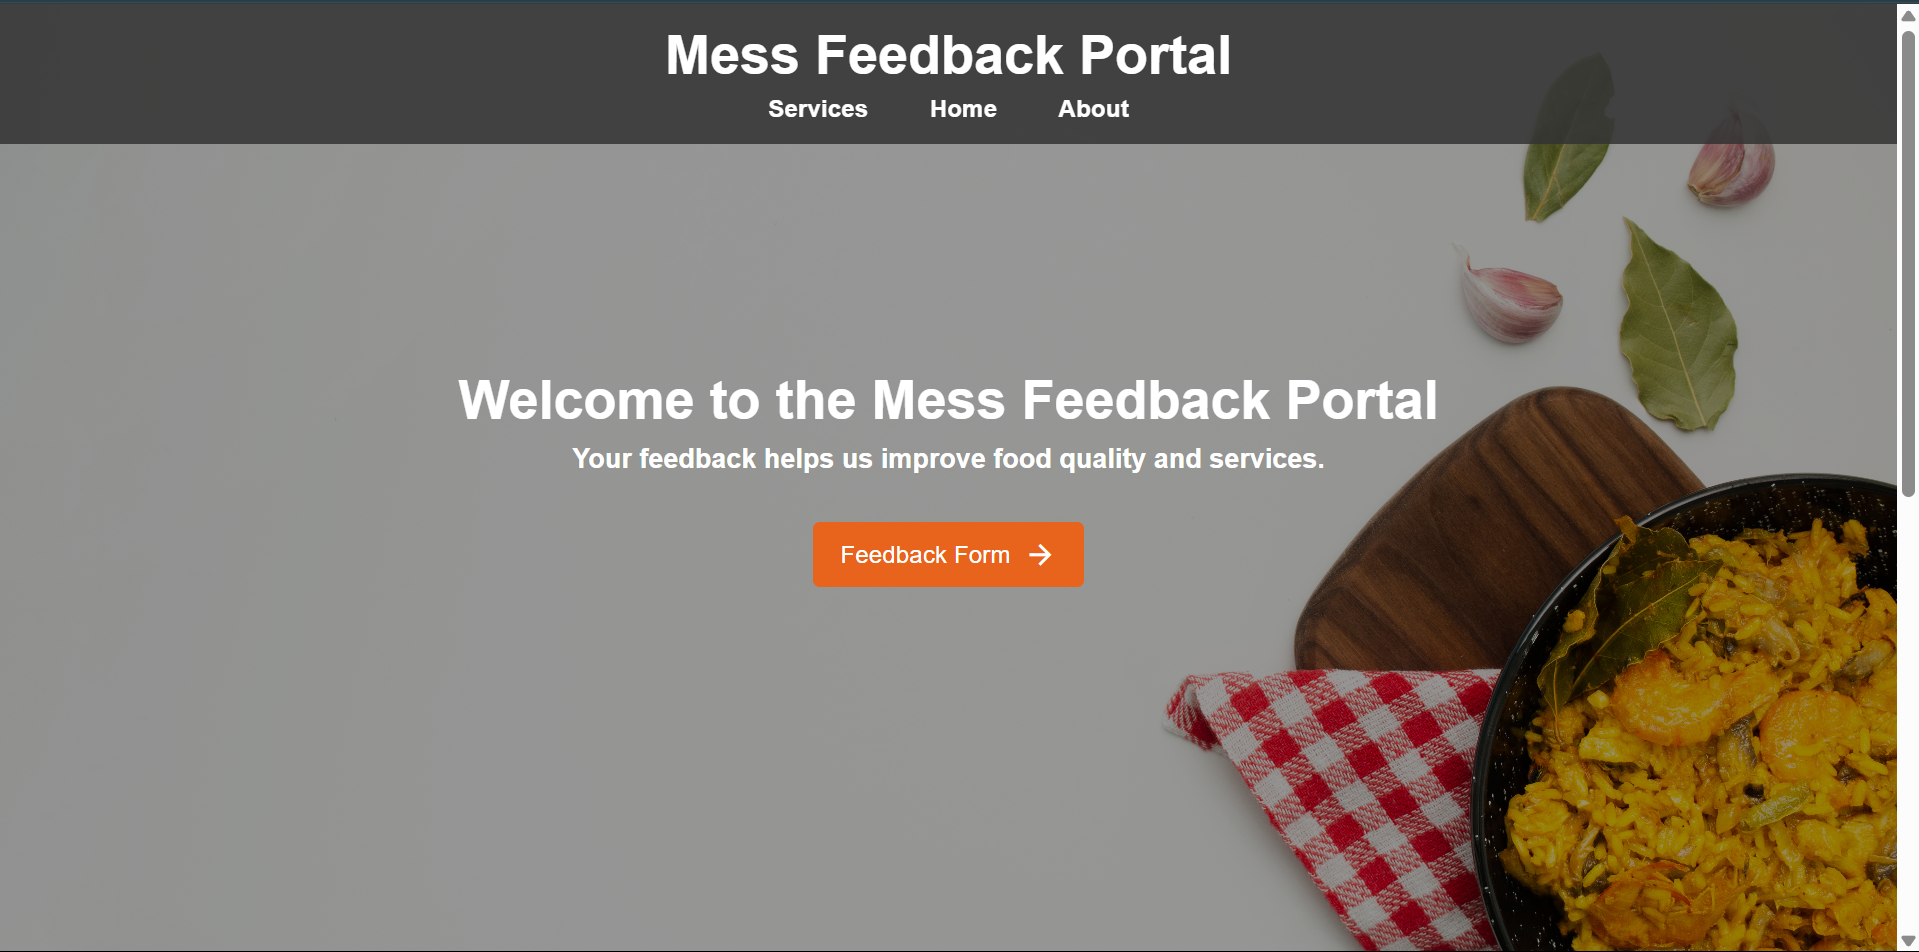 Mess Feedback Portal
Services Home About
Welcome to the Mess Feedback Portal
Your feedback helps us improve food quality and services.
Feedback Form